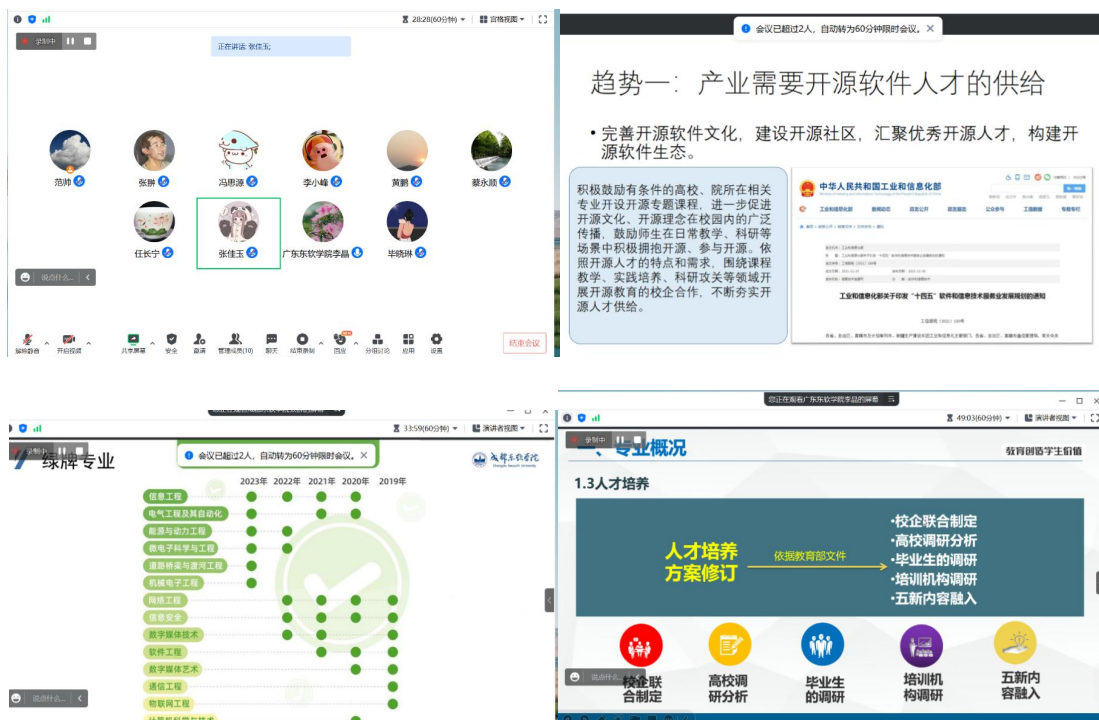 28:28(60分钟)
宫格视图
录制中
正在讲话: 张佳玉;
范帅
张翀
冯思源
李小峰
黄鹏
蔡永顺
任长宁
张佳玉
广东东软学院李晶
毕晓琳
说点什么...
解除静音
开启视频
共享屏幕
安全
邀请
管理成员(10)
聊天
结束录制
回应
分组讨论
应用
设置
结束会议
会议已超过2人，自动转为60分钟限时会议。
趋势一：产业需要开源软件人才的供给
• 完善开源软件文化，建设开源社区，汇聚优秀开源人才，构建开
源软件生态。
积极鼓励有条件的高校、院所在相关
专业开设开源专题课程，进一步促进
开源文化、开源理念在校园内的广泛
传播，鼓励师生在日常教学、科研等
场景中积极拥抱开源、参与开源。依
照开源人才的特点和需求，围绕课程
教学、实践培养、科研攻关等领域开
展开源教育的校企合作，不断夯实开
源人才供给。
中华人民共和国工业和信息化部
工业和信息化部关于印发“十四五”软件和信息技术服务业发展规划的通知
33:59(60分钟)
演讲者视图
录制中
绿牌专业
会议已超过2人，自动转为60分钟限时会议。
成都东软学院
2023年 2022年 2021年 2020年 2019年
信息工程
电气工程及其自动化
能源与动力工程
微电子科学与工程
道路桥梁与渡河工程
机械电子工程
网络工程
信息安全
数字媒体技术
软件工程
数字媒体艺术
通信工程
物联网工程
说点什么...
您正在观看广东东软学院李晶的屏幕
49:03(60分钟)
演讲者视图
录制中
一、专业概况
教育创造学生价值
1.3人才培养
人才培养
方案修订
依据教育部文件
·校企联合制定
·高校调研分析
·毕业生的调研
·培训机构调研
·五新内容融入
说点什么...
校企联
合制定
高校调
研分析
毕业生
的调研
培训机
构调研
五新内
容融入